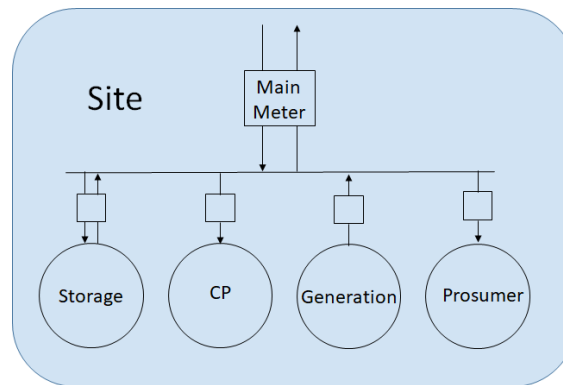 Site
Main
Meter
Storage
CP
Generation
Prosumer